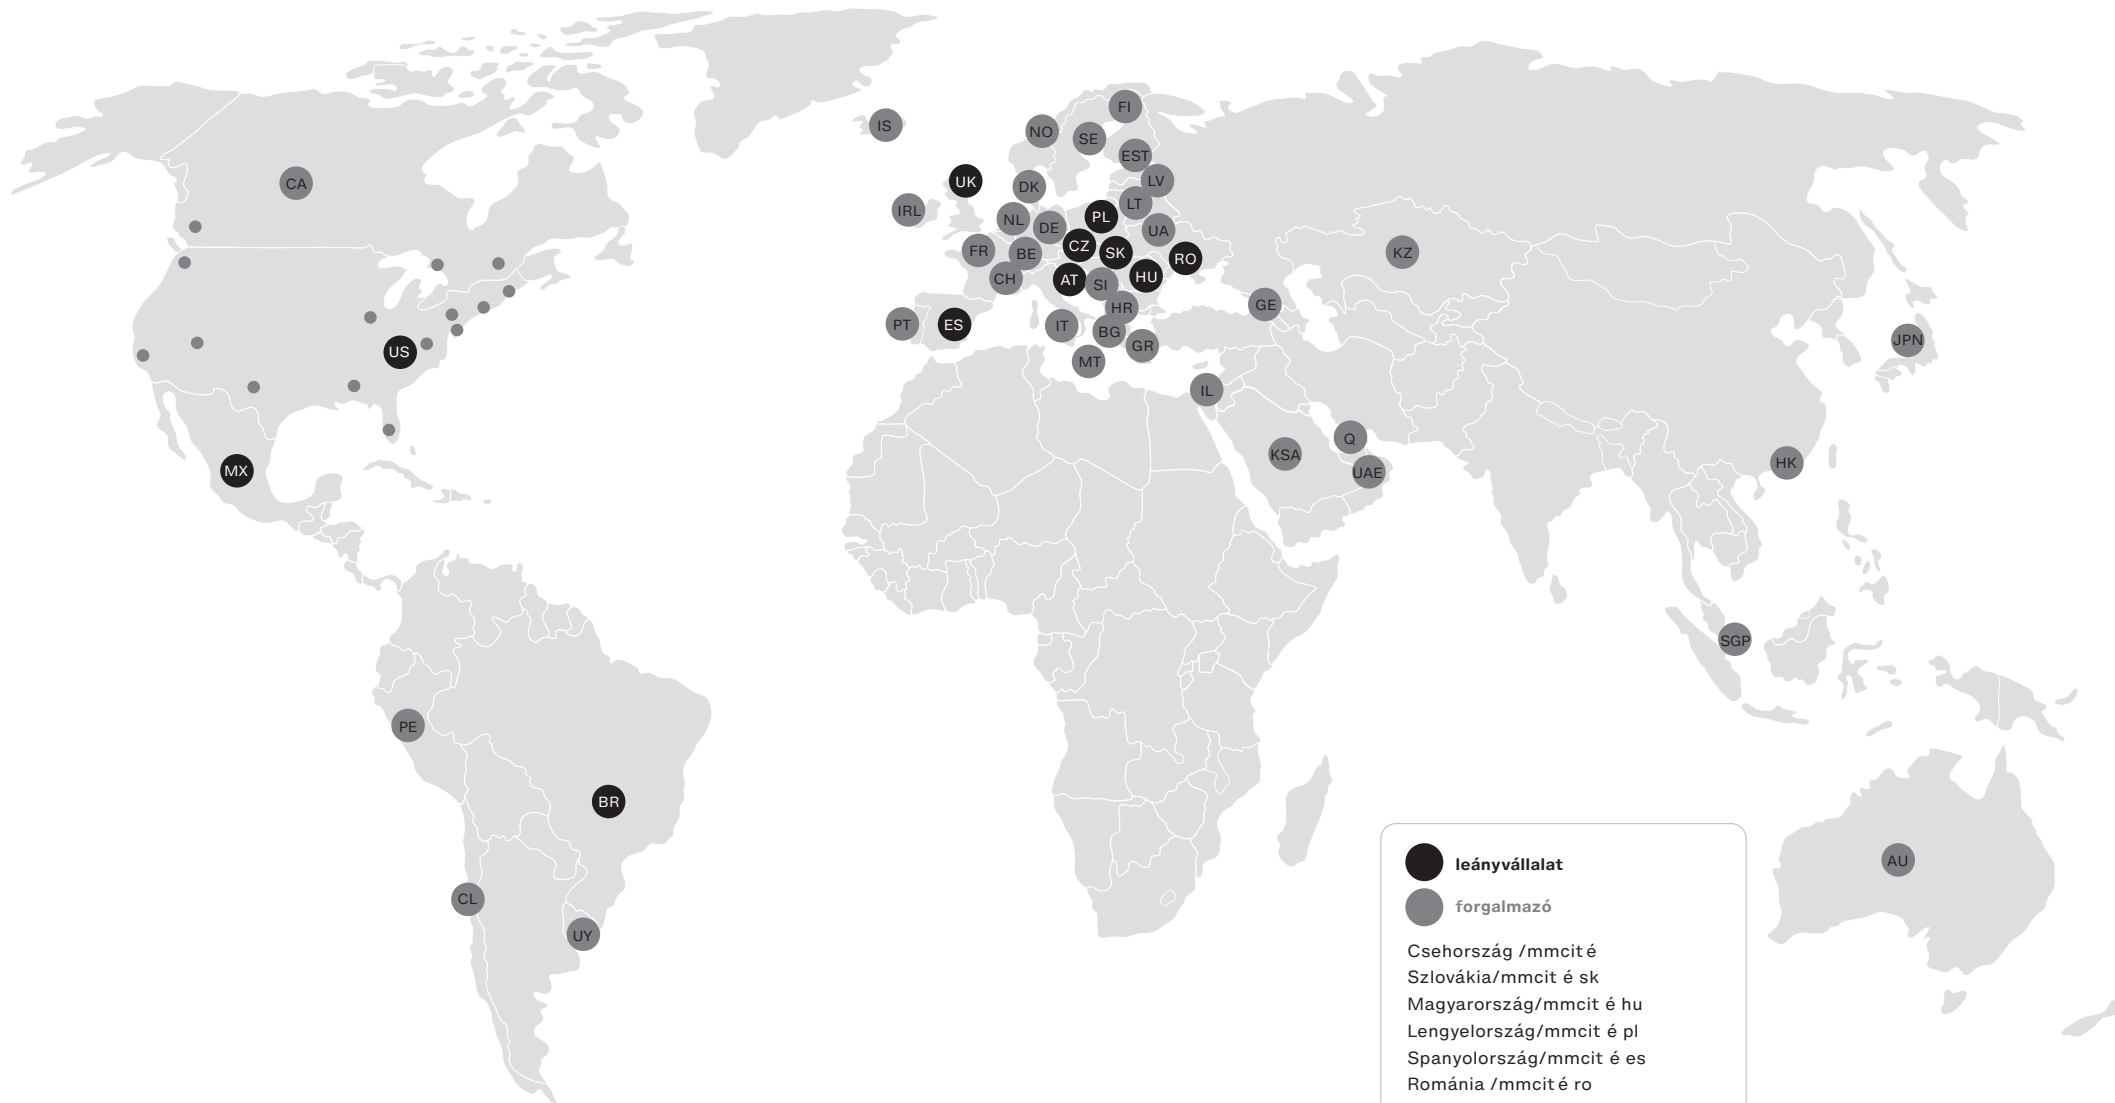 FI
IS
NO
SE
EST
CA
UK
DK
LV
IRL
LT
NL
PL
DE
UA
FR
CZ
BE
SK
RO
KZ
CH
AT
SI
HU
GE
HR
PT
ES
IT
BG
GR
JPN
US
MT
IL
Q
KSA
UAE
HK
MX
SGP
PE
BR
AU
CL
UY
leányvállalat
forgalmazó
Csehország /mmcité
Szlovákia/mmcit é sk
Magyarország/mmcit é hu
Lengyelország/mmcit é pl
Spanyolország/mmcit é es
Románia /mmcité ro